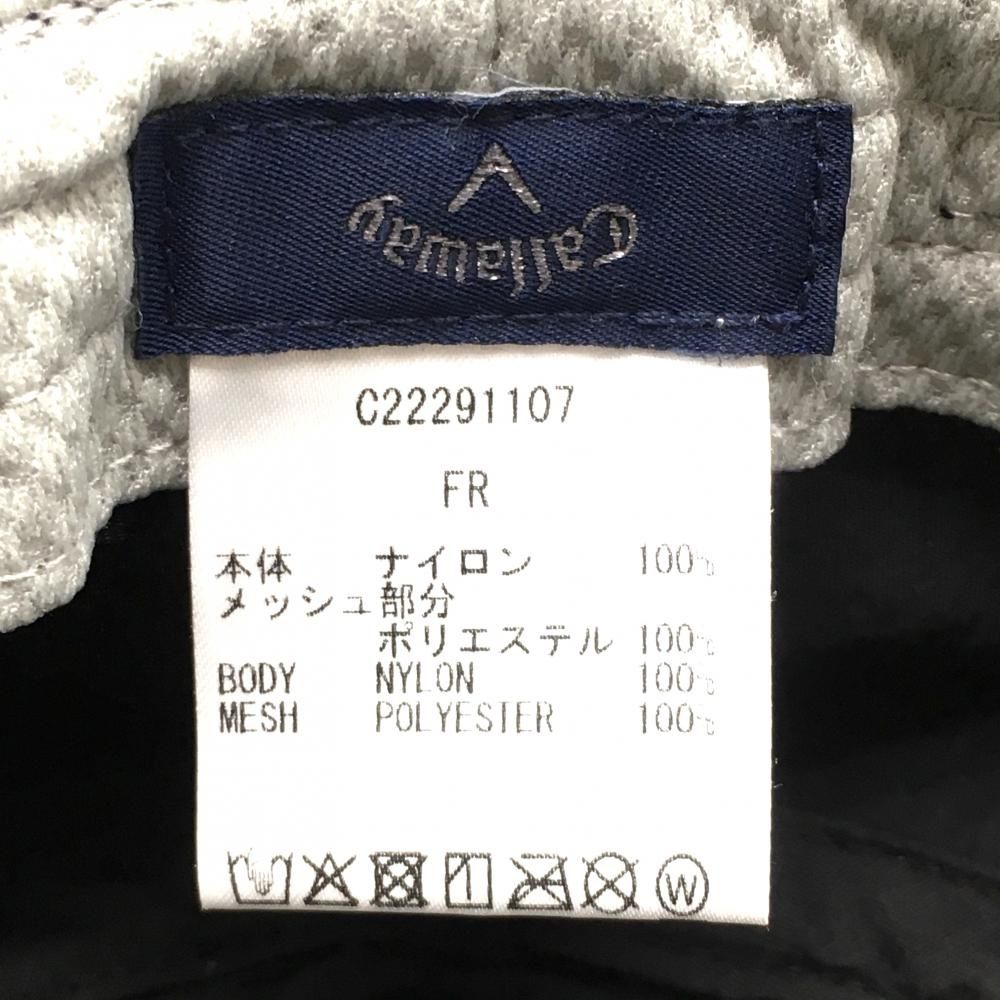 Callaway
C22291107
FR
本体 ナイロン 100%
メッシュ部分
ポリエステル 100%
BODY NYLON 100%
MESH POLYESTER 100%
W